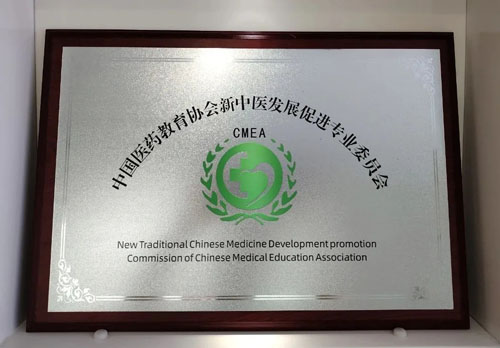 中国医药教育协会新中医发展促进专业委员会
CMEA
New Traditional Chinese Medicine Development promotion
Commission of Chinese Medical Education Association